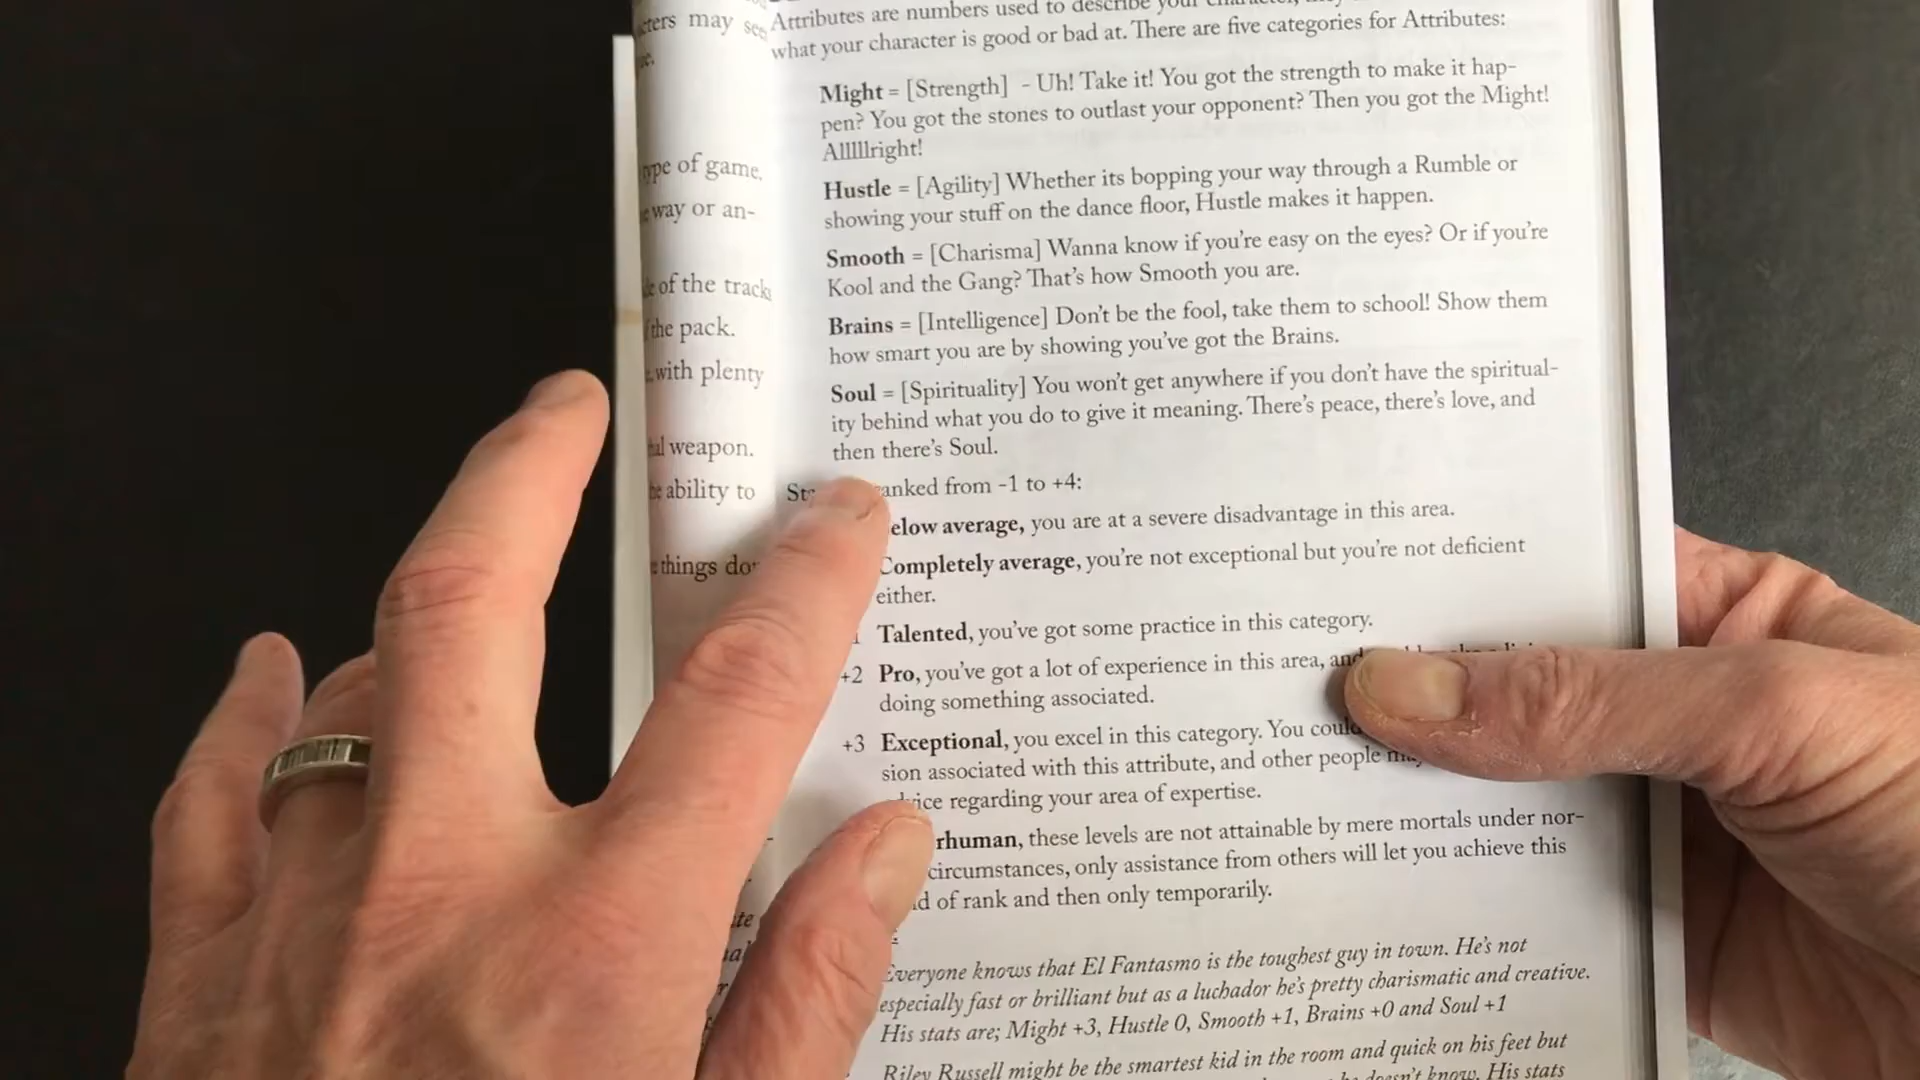 cters may see
Attributes are numbers used to describe your character, they
what your character is good or bad at. There are five categories for Attributes:
Might = [Strength] - Uh! Take it! You got the strength to make it hap-
pen? You got the stones to outlast your opponent? Then you got the Might!
Alllllright!
Hustle = [Agility] Whether its bopping your way through a Rumble or
showing your stuff on the dance floor, Hustle makes it happen.
Smooth = [Charisma] Wanna know if you're easy on the eyes? Or if you're
Kool and the Gang? That's how Smooth you are.
Brains = [Intelligence] Don't be the fool, take them to school! Show them
how smart you are by showing you've got the Brains.
Soul = [Spirituality] You won't get anywhere if you don't have the spiritual-
ity behind what you do to give it meaning. There's peace, there's love, and
then there's Soul.
anked from -1 to +4:
elow average, you are at a severe disadvantage in this area.
Completely average, you're not exceptional but you're not deficient
either.
Talented, you've got some practice in this category.
+2 Pro, you've got a lot of experience in this area,
doing something associated.
+3 Exceptional, you excel in this category. You could
sion associated with this attribute, and other people
vice regarding your area of expertise.
rhuman, these levels are not attainable by mere mortals under nor-
circumstances, only assistance from others will let you achieve this
of rank and then only temporarily.
Everyone knows that El Fantasmo is the toughest guy in town. He's not
especially fast or brilliant but as a luchador he's pretty charismatic and creative.
His stats are; Might +3, Hustle 0, Smooth +1, Brains +0 and Soul +1
Riley Russell might be the smartest kid in the room and quick on his feet but
he doesn't know. His stats
ype of game,
way or an-
of the tracks
the pack.
with plenty
weapon.
ability to
things